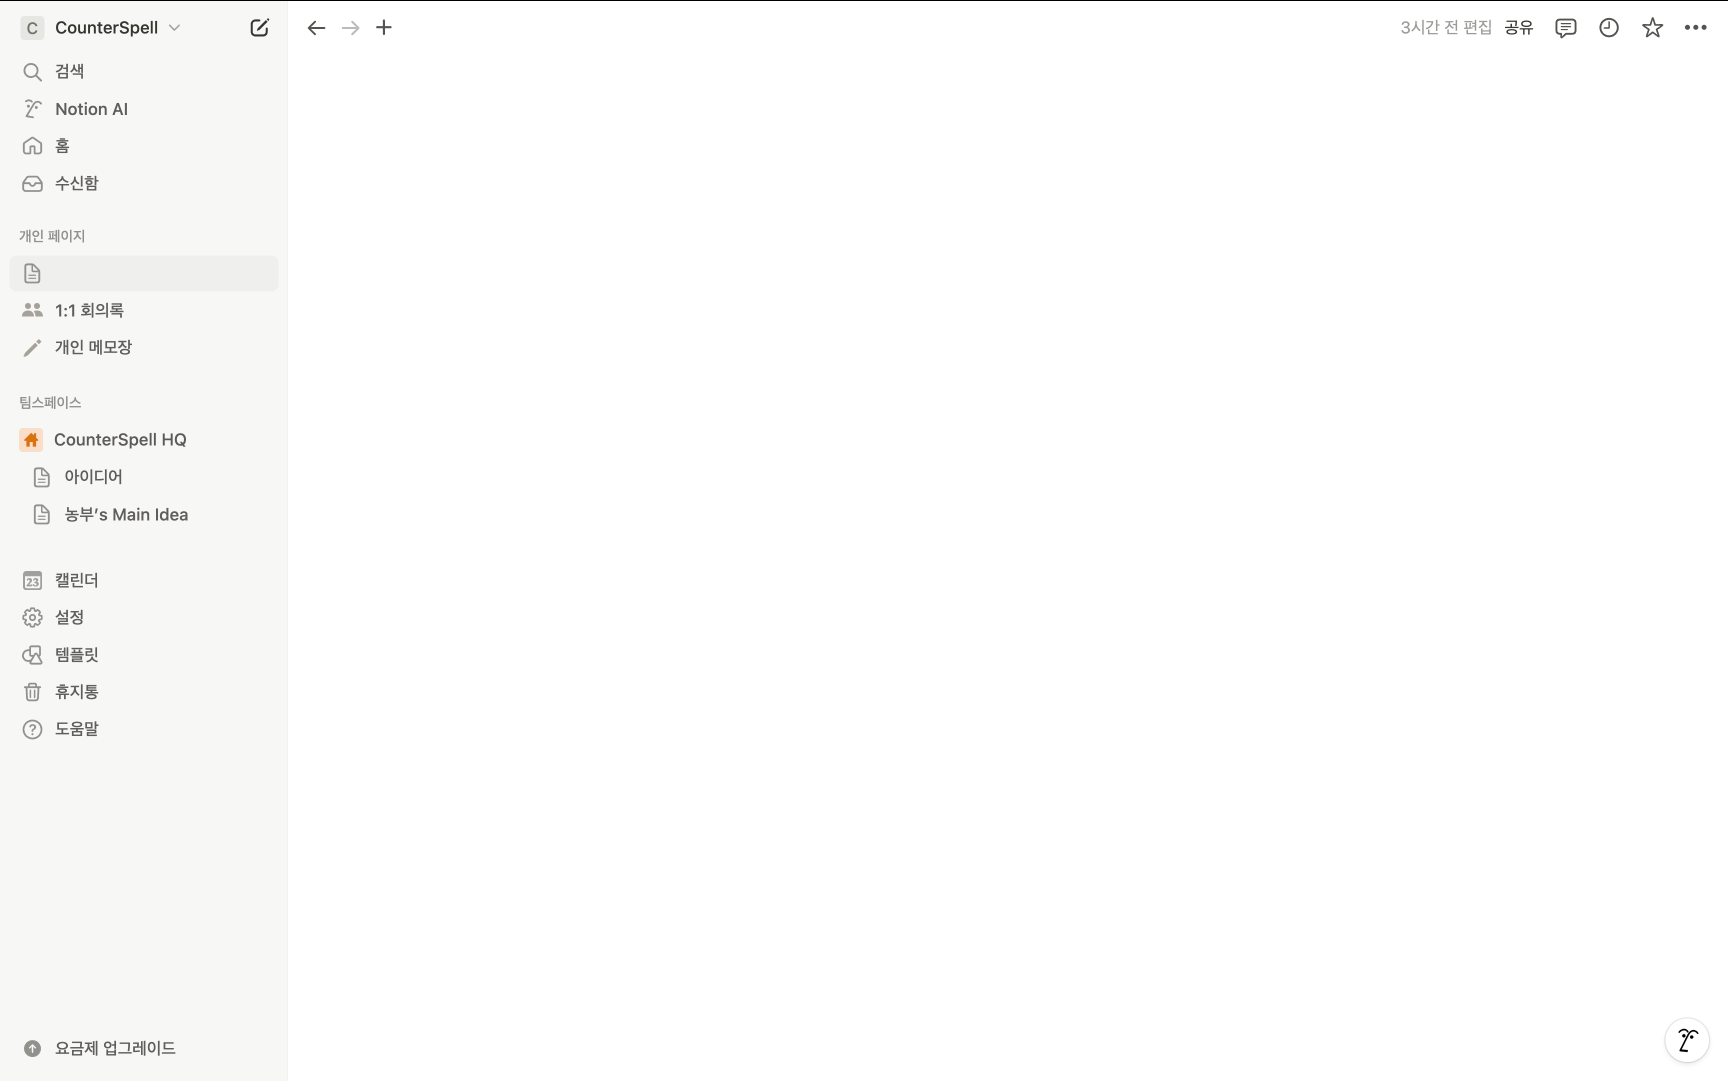 C CounterSpell
3시간 전 편집 공유
검색
Notion AI
홈
수신함
개인 페이지
1:1 회의록
개인 메모장
팀스페이스
CounterSpell HQ
아이디어
농부's Main Idea
23 캘린더
설정
템플릿
휴지통
? 도움말
요금제 업그레이드